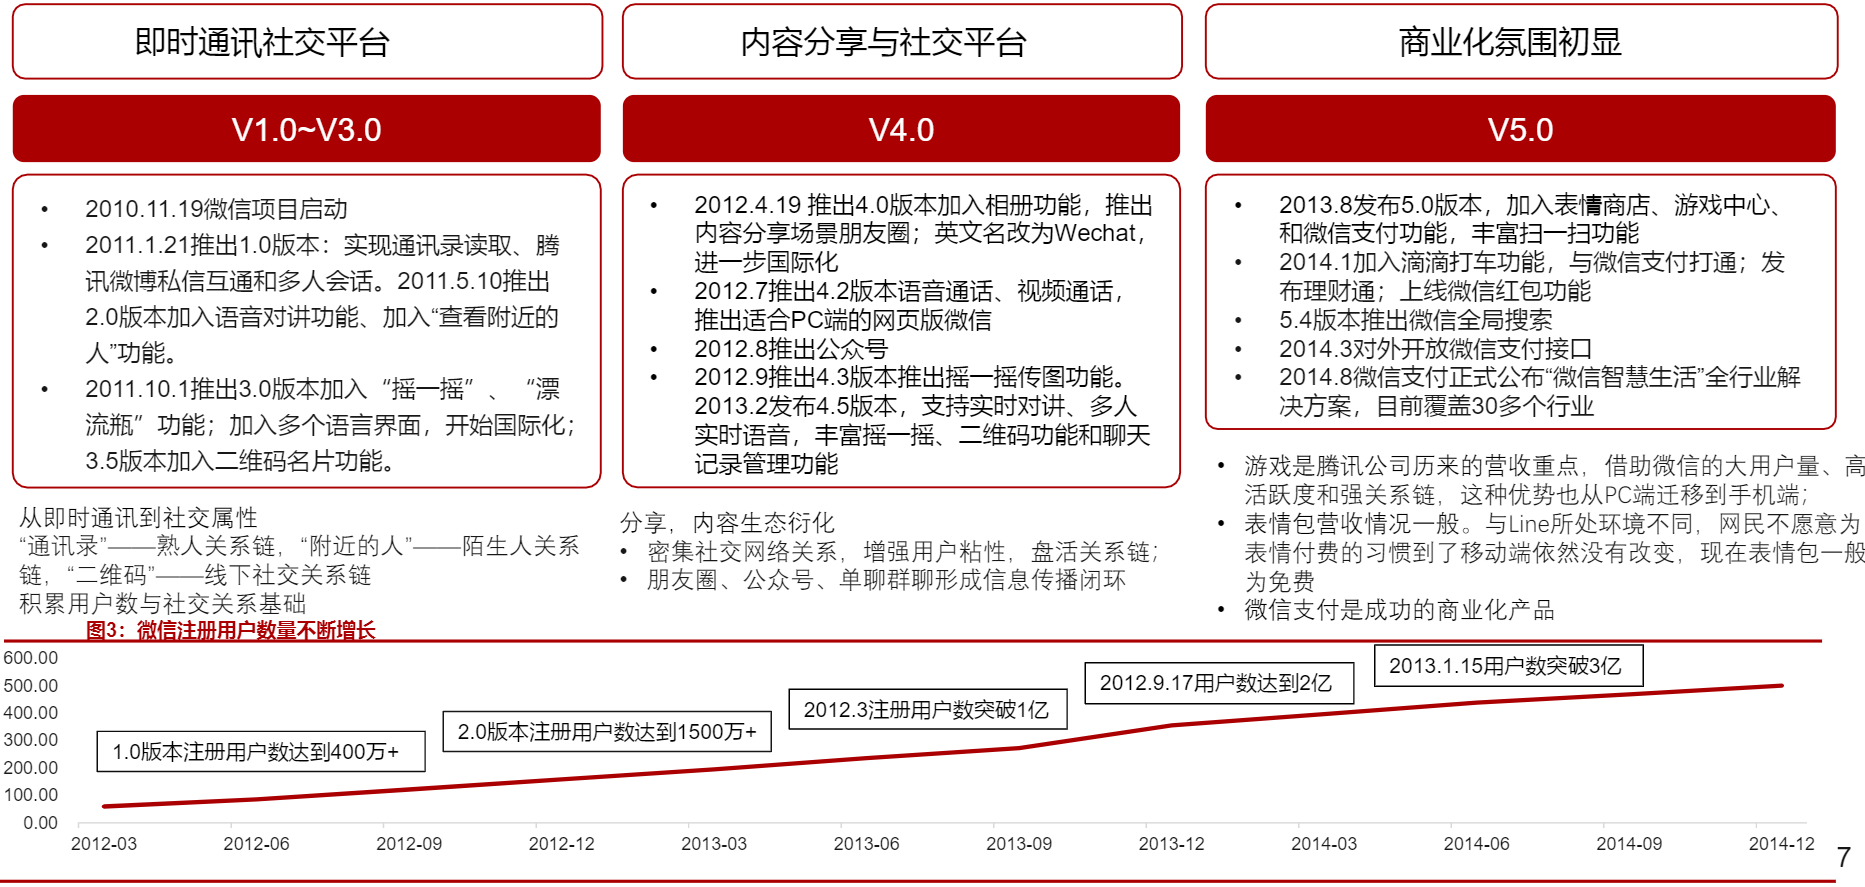 即时通讯社交平台
V1.0~V3.0
• 2010.11.19微信项目启动
• 2011.1.21推出1.0版本：实现通讯录读取、腾
讯微博私信互通和多人会话。2011.5.10推出
2.0版本加入语音对讲功能、加入“查看附近的
人”功能。
• 2011.10.1推出3.0版本加入“摇一摇”、“漂
流瓶”功能；加入多个语言界面，开始国际化；
3.5版本加入二维码名片功能。
从即时通讯到社交属性
“通讯录”——熟人关系链，“附近的人”——陌生人关系
链，“二维码”——线下社交关系链
积累用户数与社交关系基础
内容分享与社交平台
V4.0
• 2012.4.19 推出4.0版本加入相册功能，推出
内容分享场景朋友圈；英文名改为Wechat，
进一步国际化
• 2012.7推出4.2版本语音通话、视频通话，
推出适合PC端的网页版微信
• 2012.8推出公众号
• 2012.9推出4.3版本推出摇一摇传图功能。
2013.2发布4.5版本，支持实时对讲、多人
实时语音，丰富摇一摇、二维码功能和聊天
记录管理功能
分享，内容生态衍化
• 密集社交网络关系，增强用户粘性，盘活关系链；
• 朋友圈、公众号、单聊群聊形成信息传播闭环
商业化氛围初显
V5.0
• 2013.8发布5.0版本，加入表情商店、游戏中心、
和微信支付功能，丰富扫一扫功能
• 2014.1加入滴滴打车功能，与微信支付打通；发
布理财通；上线微信红包功能
• 5.4版本推出微信全局搜索
• 2014.3对外开放微信支付接口
• 2014.8微信支付正式公布“微信智慧生活”全行业解
决方案，目前覆盖30多个行业
• 游戏是腾讯公司历来的营收重点，借助微信的大用户量、高
活跃度和强关系链，这种优势也从PC端迁移到手机端；
• 表情包营收情况一般。与Line所处环境不同，网民不愿意为
表情付费的习惯到了移动端依然没有改变，现在表情包一般
为免费
• 微信支付是成功的商业化产品
图3：微信注册用户数量不断增长
600.00
500.00
400.00
300.00
200.00
100.00
0.00
1.0版本注册用户数达到400万+
2.0版本注册用户数达到1500万+
2012.3注册用户数突破1亿
2012.9.17用户数达到2亿
2013.1.15用户数突破3亿
2012-03 2012-06 2012-09 2012-12 2013-03 2013-06 2013-09 2013-12 2014-03 2014-06 2014-09 2014-12
7